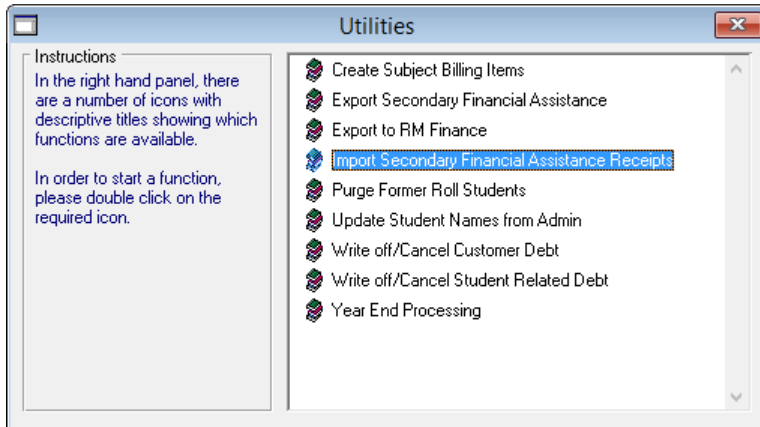 Utilities
Instructions
In the right hand panel, there
are a number of icons with
descriptive titles showing which
functions are available.
In order to start a function,
please double click on the
required icon.
Create Subject Billing Items
Export Secondary Financial Assistance
Export to RM Finance
Import Secondary Financial Assistance Receipts
Purge Former Roll Students
Update Student Names from Admin
Write off/Cancel Customer Debt
Write off/Cancel Student Related Debt
Year End Processing